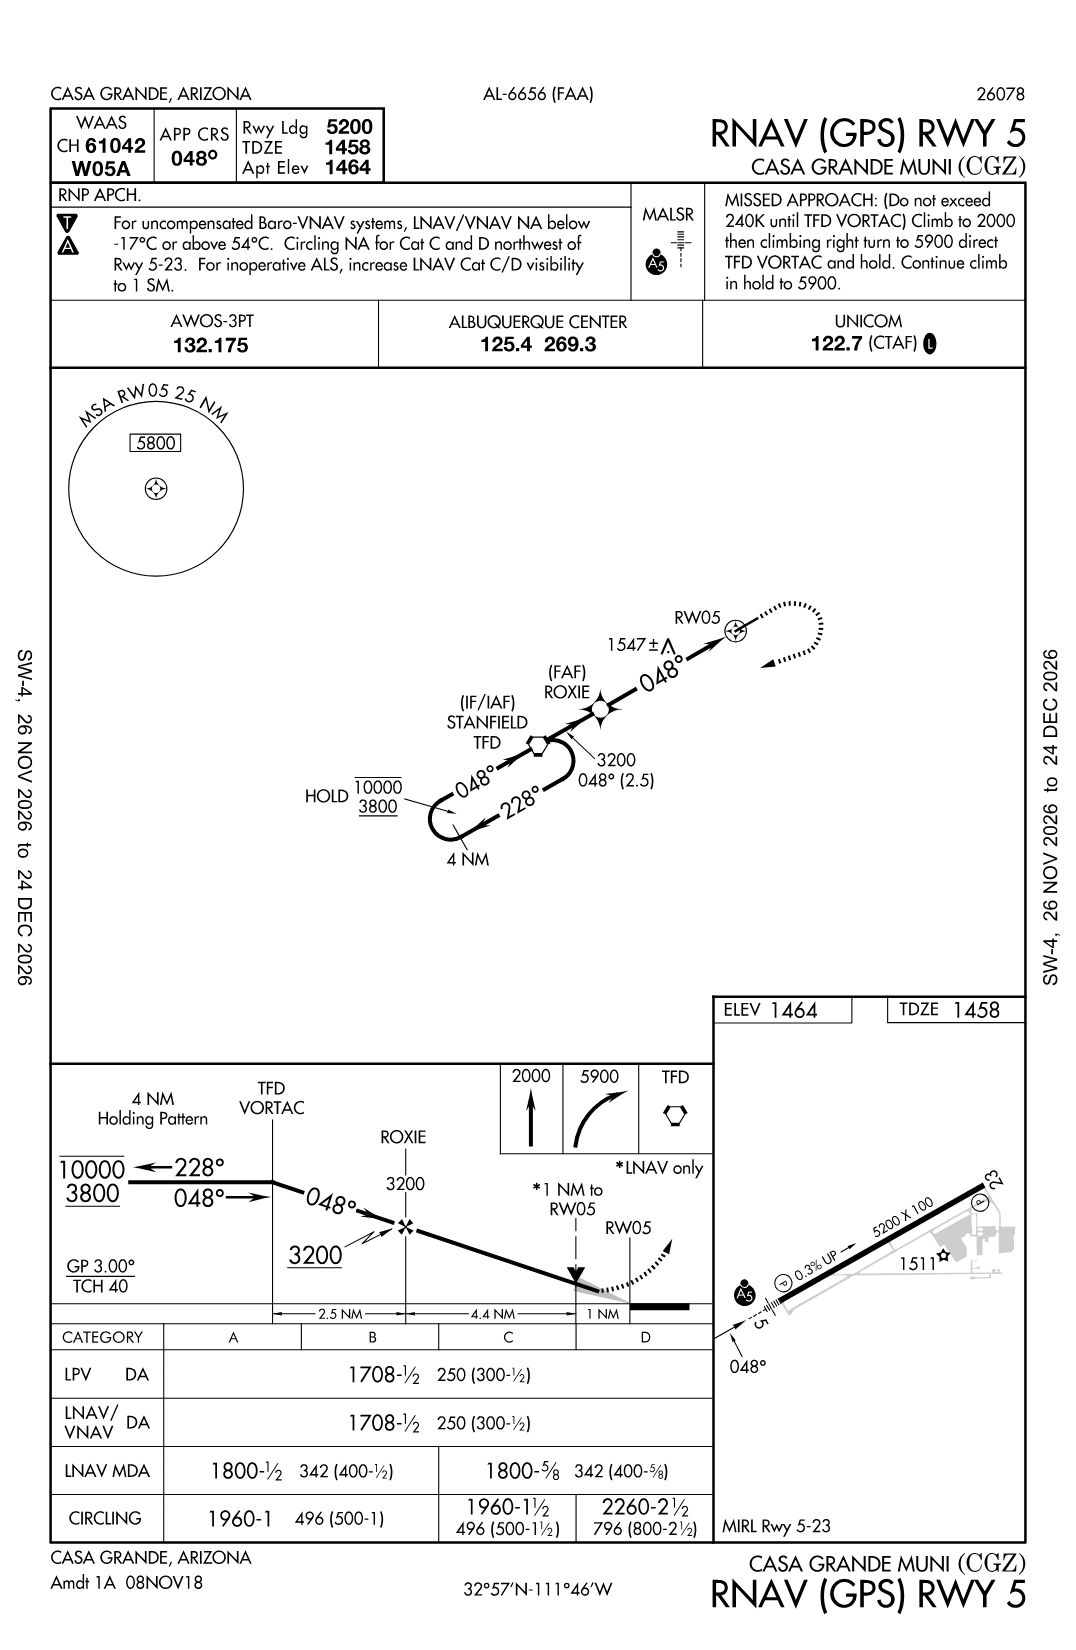 CASA GRANDE, ARIZONA
AL-6656 (FAA)
26078
WAAS
CH 61042
W05A
APP CRS
048°
Rwy Ldg 5200
TDZE 1458
Apt Elev 1464
RNAV (GPS) RWY 5
CASA GRANDE MUNI (CGZ)
RNP APCH.
T
A
For uncompensated Baro-VNAV systems, LNAV/VNAV NA below
-17°C or above 54°C. Circling NA for Cat C and D northwest of
Rwy 5-23. For inoperative ALS, increase LNAV Cat C/D visibility
to 1 SM.
MALSR
A5
MISSED APPROACH: (Do not exceed
240K until TFD VORTAC) Climb to 2000
then climbing right turn to 5900 direct
TFD VORTAC and hold. Continue climb
in hold to 5900.
AWOS-3PT
132.175
ALBUQUERQUE CENTER
125.4 269.3
UNICOM
122.7 (CTAF) L
MSA RW05 25 NM
5800
RW05
1547±
048°
(FAF)
ROXIE
(IF/IAF)
STANFIELD
TFD
3200
048° (2.5)
048°
228°
HOLD 10000
3800
4 NM
SW-4, 26 NOV 2026 to 24 DEC 2026
SW-4, 26 NOV 2026 to 24 DEC 2026
ELEV 1464
TDZE 1458
23
P
5200 X 100
1511
0.3% UP
P
A5
5
048°
MIRL Rwy 5-23
4 NM
Holding Pattern
TFD
VORTAC
ROXIE
2000
5900
TFD
*LNAV only
10000
3800
228°
048°
048°
3200
3200
*1 NM to
RW05
RW05
GP 3.00°
TCH 40
2.5 NM
4.4 NM
1 NM
CATEGORY A B C D
LPV DA 1708-½ 250 (300-½)
LNAV/
VNAV DA 1708-½ 250 (300-½)
LNAV MDA 1800-½ 342 (400-½) 1800-⅝ 342 (400-⅝)
CIRCLING 1960-1 496 (500-1)
1960-1½
496 (500-1½)
2260-2½
796 (800-2½)
CASA GRANDE, ARIZONA
Amdt 1A 08NOV18
32°57'N-111°46'W
CASA GRANDE MUNI (CGZ)
RNAV (GPS) RWY 5